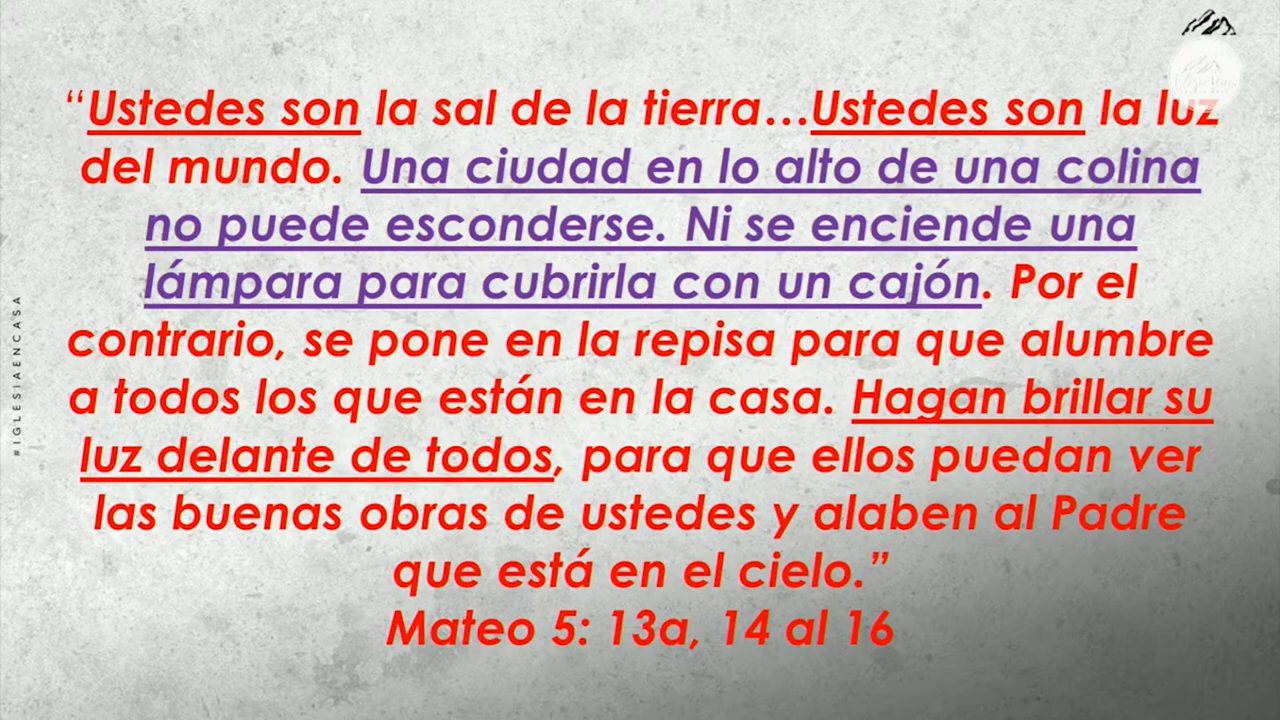 “Ustedes son la sal de la tierra...Ustedes son la luz
del mundo. Una ciudad en lo alto de una colina
no puede esconderse. Ni se enciende una
lámpara para cubrirla con un cajón. Por el
contrario, se pone en la repisa para que alumbre
a todos los que están en la casa. Hagan brillar su
luz delante de todos, para que ellos puedan ver
las buenas obras de ustedes y alaben al Padre
que está en el cielo.”
Mateo 5: 13a, 14 al 16
#IGLESIAENCASA